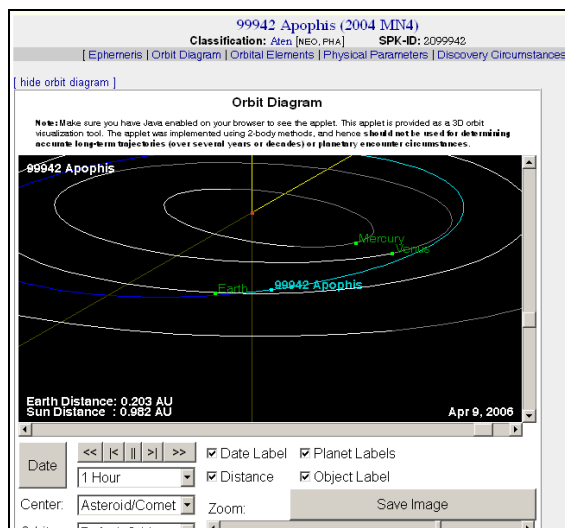 99942 Apophis (2004 MN4)
Classification: Aten [NEO, PHA] SPK-ID: 2099942
[ Ephemeris | Orbit Diagram | Orbital Elements | Physical Parameters | Discovery Circumstances
[ hide orbit diagram ]
Orbit Diagram
Note: Make sure you have Java enabled on your browser to see the applet. This applet is provided as a 3D orbit
visualization tool. The applet was implemented using 2-body methods, and hence should not be used for determining
accurate long-term trajectories (over several years or decades) or planetary encounter circumstances.
99942 Apophis
Mercury
Venus
99942 Apophis
Earth
Earth Distance: 0.203 AU
Sun Distance : 0.982 AU Apr 9, 2006
Date << |< || >| >> Date Label Planet Labels
1 Hour Distance Object Label
Center: Asteroid/Comet Zoom: Save Image